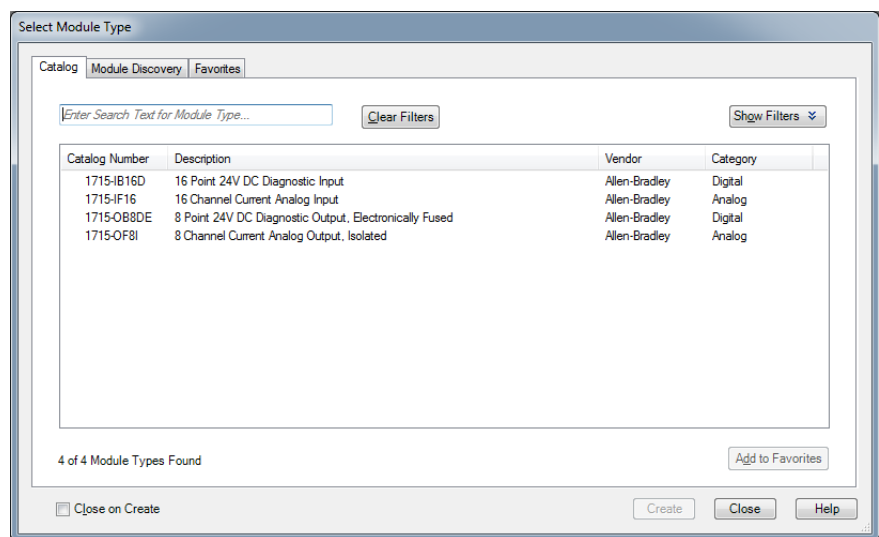 Select Module Type
Catalog Module Discovery Favorites
Enter Search Text for Module Type... Clear Filters Show Filters
Catalog Number Description Vendor Category
1715-IB16D 16 Point 24V DC Diagnostic Input Allen-Bradley Digital
1715-IF16 16 Channel Current Analog Input Allen-Bradley Analog
1715-OB8DE 8 Point 24V DC Diagnostic Output, Electronically Fused Allen-Bradley Digital
1715-OF8I 8 Channel Current Analog Output, Isolated Allen-Bradley Analog
4 of 4 Module Types Found Add to Favorites
Close on Create Create Close Help